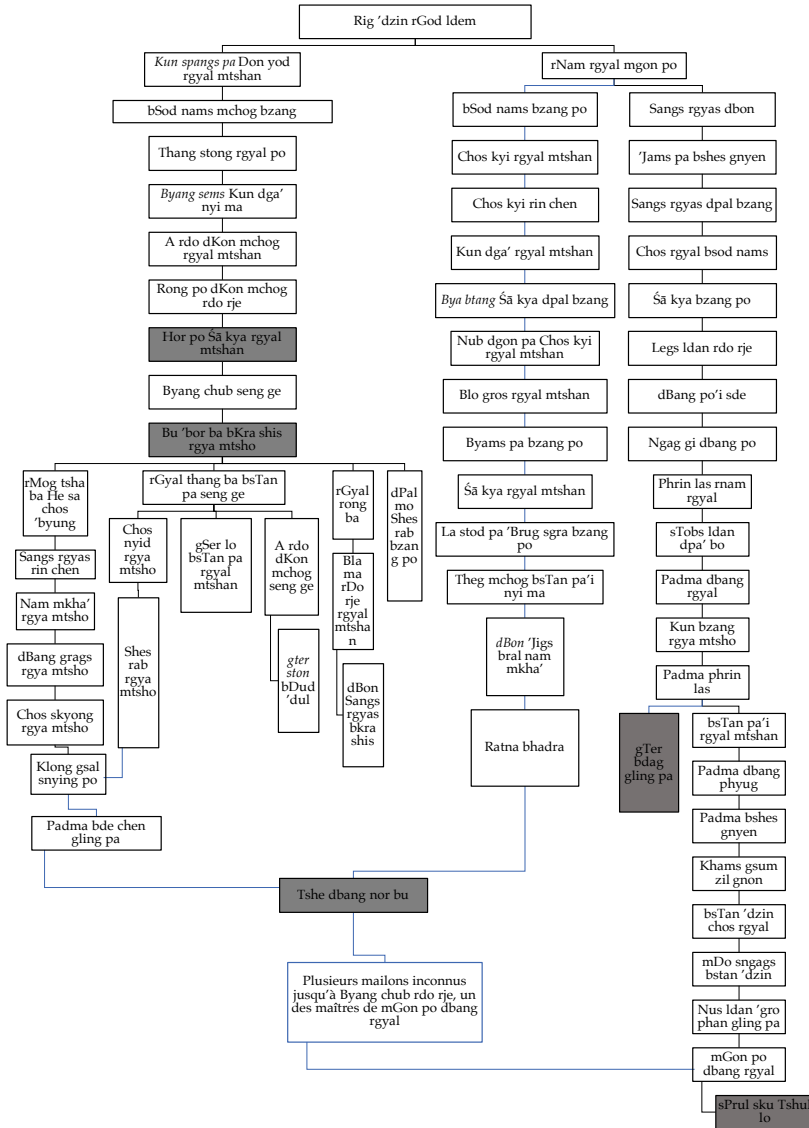 Rig ’dzin rGod ldem
Kun spangs pa Don yod
rgyal mtshan
bSod nams mchog bzang
Thang stong rgyal po
Byang sems Kun dga’
nyi ma
A rdo dKon mchog
rgyal mtshan
Rong po dKon mchog
rdo rje
Hor po Śā kya rgyal
mtshan
Byang chub seng ge
Bu ’bor ba bKra shis
rgya mtsho
rMog tsha
ba He sa
chos
’byung
Sangs rgyas
rin chen
Nam mkha’
rgya mtsho
dBang grags
rgya mtsho
Chos skyong
rgya mtsho
Klong gsal
snying po
Padma bde chen
gling pa
rGyal thang ba bsTan
pa seng ge
Chos
nyid
rgya
mtsho
Shes
rab
rgya
mtsho
gSer lo
bsTan pa
rgyal
mtshan
A rdo
dKon
mchog
seng ge
gter
ston
bDud
’dul
rGyal
rong
ba
Bla
ma
rDo
rje
rgyal
mtsha
n
dBon
Sangs
rgyas
bkra
shis
dPal
mo
Shes
rab
bzan
g po
rNam rgyal mgon po
bSod nams bzang po
Chos kyi rgyal mtshan
Chos kyi rin chen
Kun dga’ rgyal mtshan
Bya btang Śā kya dpal bzang
Nub dgon pa Chos kyi
rgyal mtshan
Blo gros rgyal mtshan
Byams pa bzang po
Śā kya rgyal mtshan
La stod pa ’Brug sgra bzang
po
Theg mchog bsTan pa’i
nyi ma
dBon ’Jigs
bral nam
mkha’
Ratna bhadra
Sangs rgyas dbon
’Jams pa bshes gnyen
Sangs rgyas dpal bzang
Chos rgyal bsod nams
Śā kya bzang po
Legs ldan rdo rje
dBang po’i sde
Ngag gi dbang po
Phrin las rnam
rgyal
sTobs ldan
dpa’ bo
Padma dbang
rgyal
Kun bzang
rgya mtsho
Padma phrin
las
gTer
bdag
gling pa
bsTan pa’i
rgyal mtshan
Padma dbang
phyug
Padma bshes
gnyen
Khams gsum
zil gnon
bsTan ’dzin
chos rgyal
mDo sngags
bstan ’dzin
Nus ldan ’gro
phan gling pa
mGon po
dbang rgyal
sPrul sku Tshul
lo
Tshe dbang nor bu
Plusieurs mailons inconnus
jusqu’à Byang chub rdo rje, un
des maîtres de mGon po dbang
rgyal